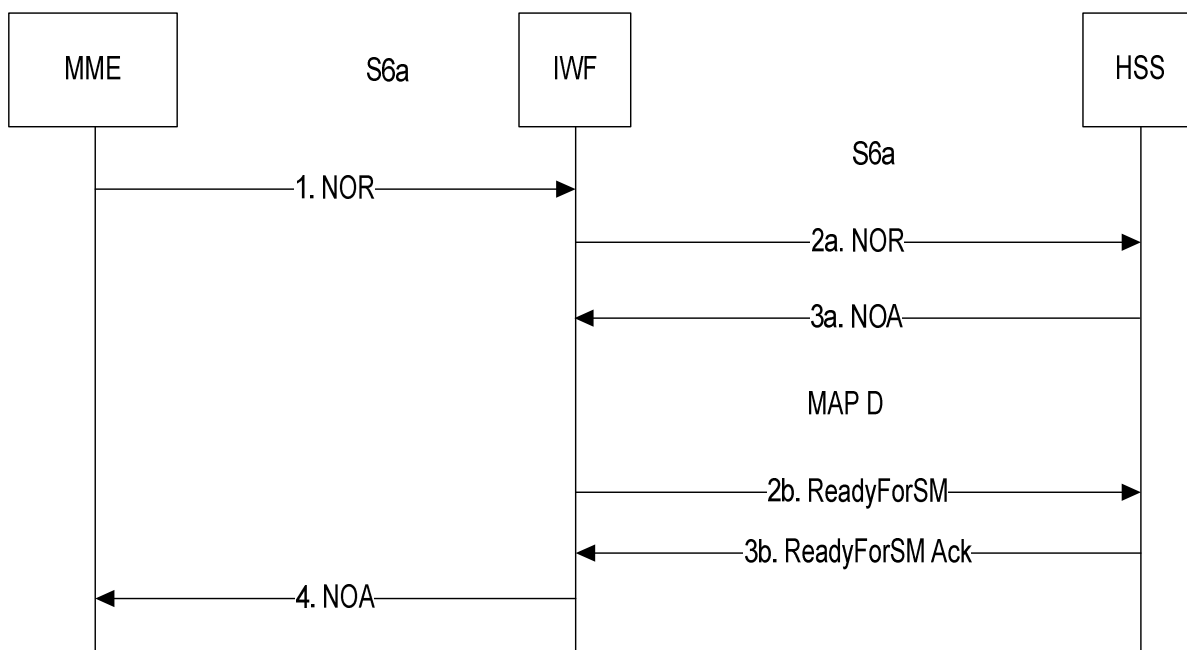 MME
S6a
IWF
HSS
S6a
1. NOR
2a. NOR
3a. NOA
MAP D
2b. ReadyForSM
3b. ReadyForSM Ack
4. NOA